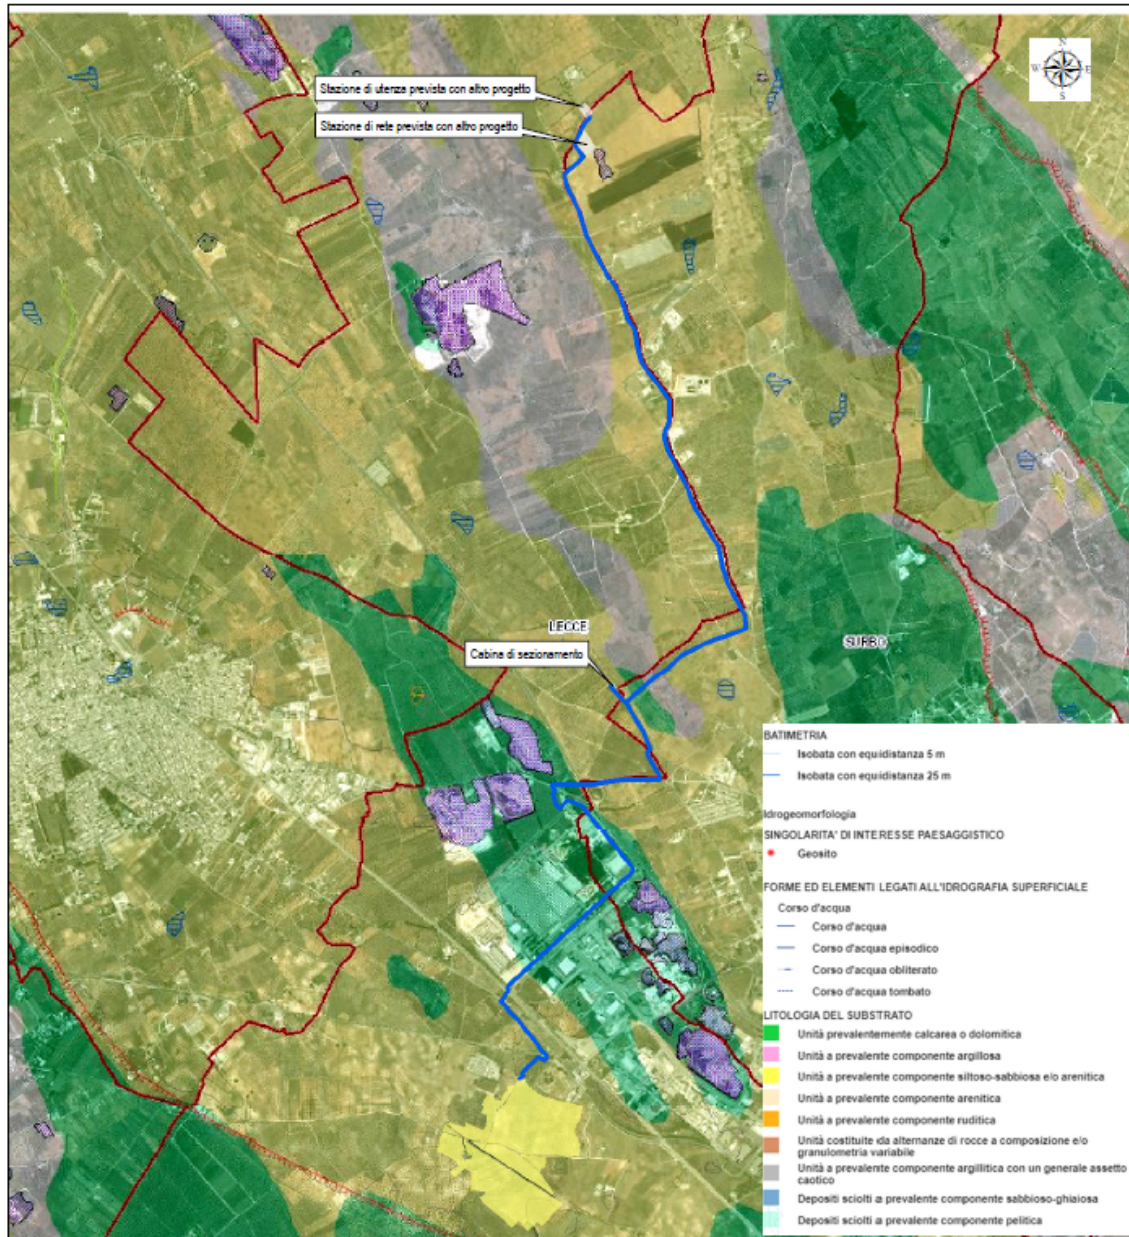 N
W E
S
Stazione di utenza prevista con altro progetto
Stazione di rete prevista con altro progetto
LECCE
SURBO
Cabina di sezionamento
BATIMETRIA
Isobata con equidistanza 5 m
Isobata con equidistanza 25 m
Idrogeomorfologia
SINGOLARITA' DI INTERESSE PAESAGGISTICO
Geosito
FORME ED ELEMENTI LEGATI ALL'IDROGRAFIA SUPERFICIALE
Corso d'acqua
Corso d'acqua
Corso d'acqua episodico
Corso d'acqua obliterato
Corso d'acqua tombato
LITOLOGIA DEL SUBSTRATO
Unità prevalentemente calcarea o dolomitica
Unità a prevalente componente argillosa
Unità a prevalente componente siltoso-sabbiosa e/o arenitica
Unità a prevalente componente arenitica
Unità a prevalente componente ruditica
Unità costituite da alternanze di rocce a composizione e/o
granulometria variabile
Unità a prevalente componente argillitica con un generale assetto
caotico
Depositi sciolti a prevalente componente sabbioso-ghiaiosa
Depositi sciolti a prevalente componente pelitica